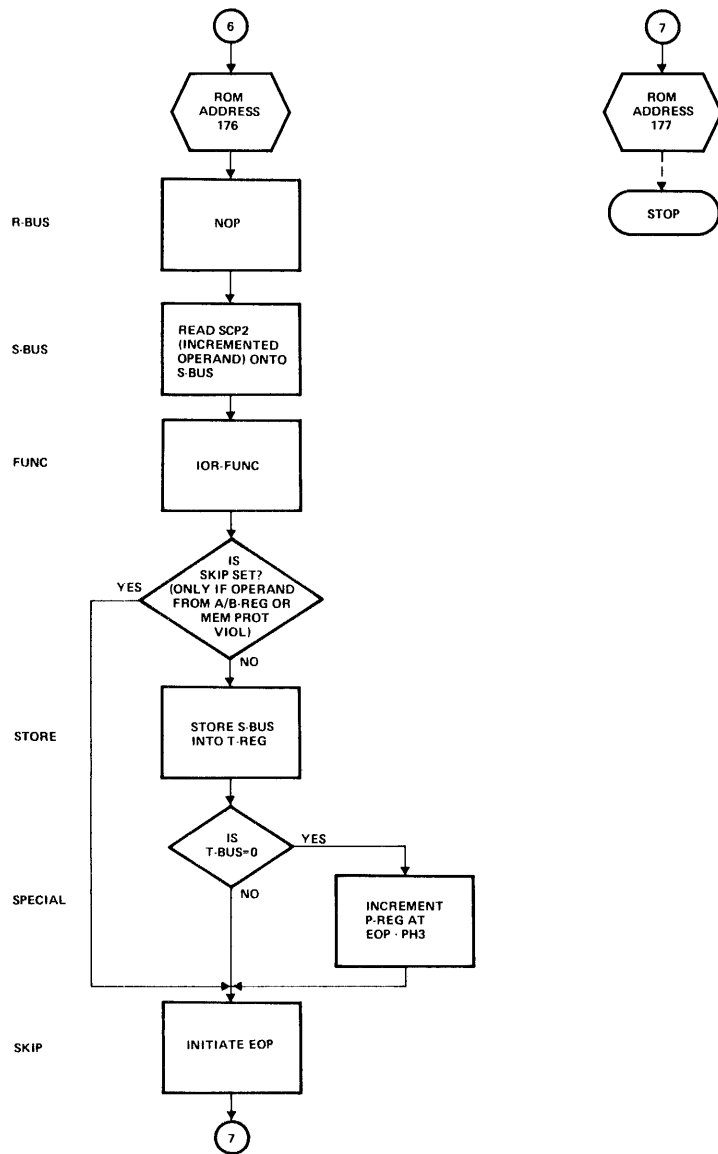 6
ROM
ADDRESS
176
R-BUS
NOP
S-BUS
READ SCP2
(INCREMENTED
OPERAND) ONTO
S-BUS
FUNC
IOR-FUNC
IS
SKIP SET?
(ONLY IF OPERAND
FROM A/B-REG OR
MEM PROT
VIOL)
YES
NO
STORE
STORE S-BUS
INTO T-REG
IS
T-BUS=0
YES
NO
SPECIAL
INCREMENT
P-REG AT
EOP · PH3
SKIP
INITIATE EOP
7
7
ROM
ADDRESS
177
STOP